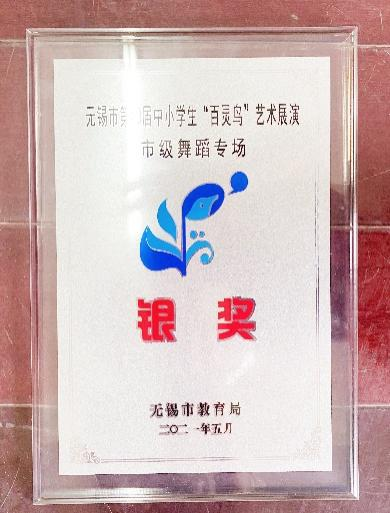 无锡市第届中小学生“百灵鸟”艺术展演
市级舞蹈专场
银奖
无锡市教育局
二〇二一年五月